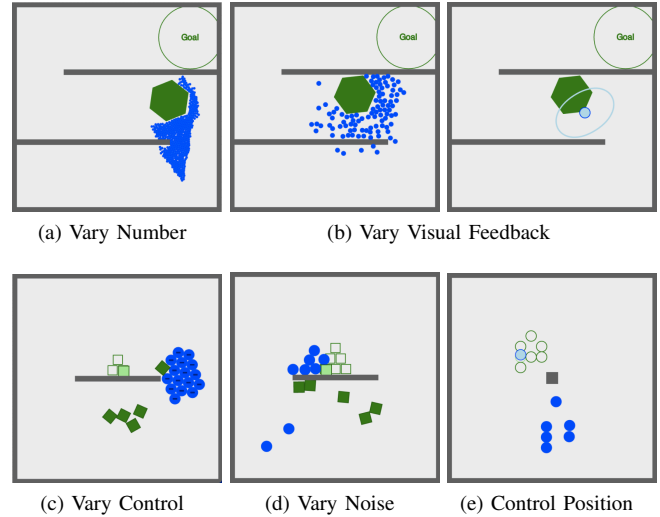 Goal
Goal
Goal
(a) Vary Number
(b) Vary Visual Feedback
(c) Vary Control
(d) Vary Noise
(e) Control Position